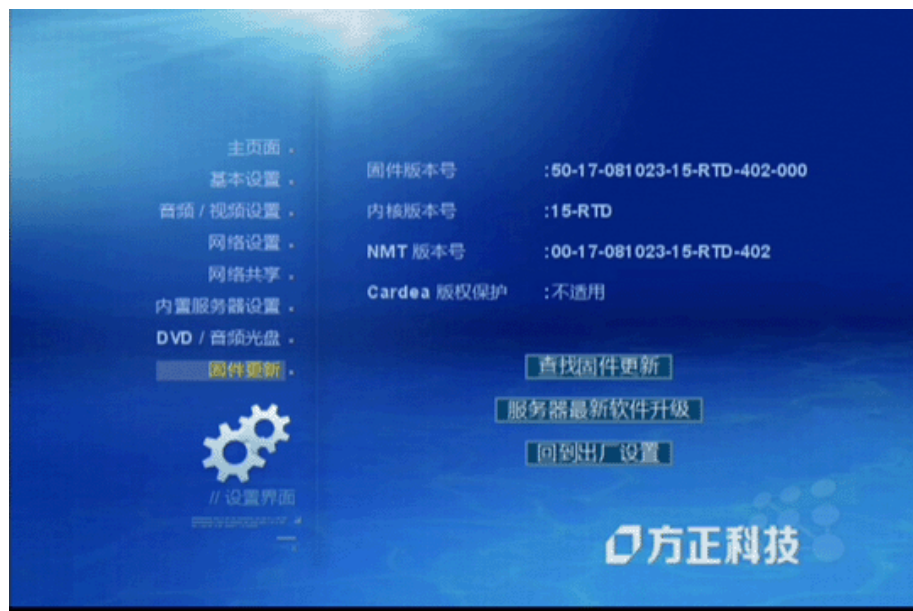 主页面
基本设置
音频 / 视频设置
网络设置
网络共享
内置服务器设置
DVD / 音频光盘
固件更新
// 设置界面
固件版本号 :50-17-081023-15-RTD-402-000
内核版本号 :15-RTD
NMT 版本号 :00-17-081023-15-RTD-402
Cardea 版权保护 :不适用
查找固件更新
服务器最新软件升级
回到出厂设置
方正科技